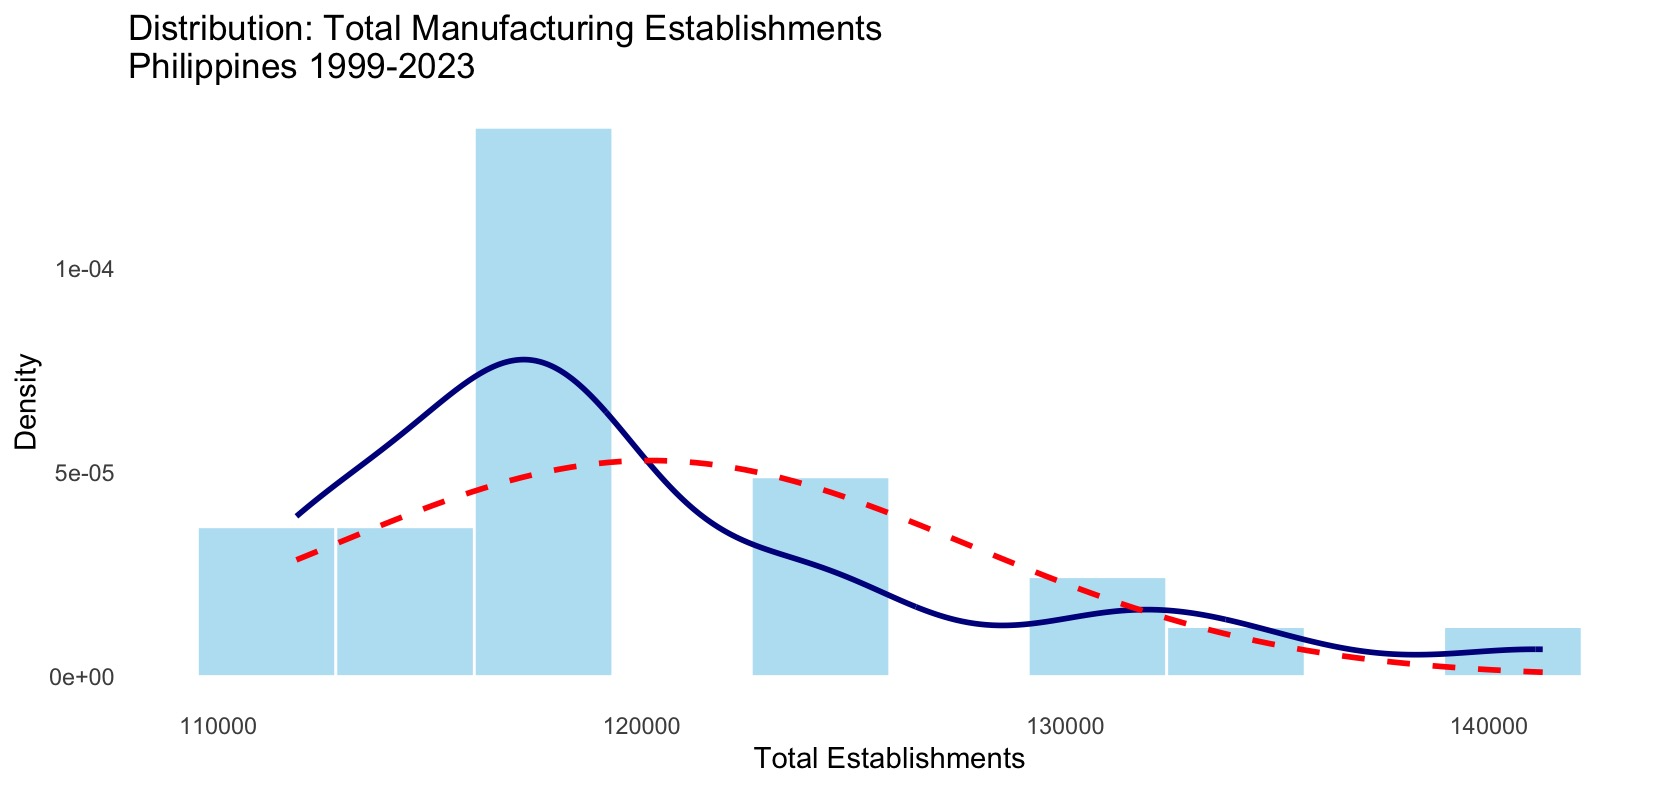 Distribution: Total Manufacturing Establishments
Philippines 1999-2023
1e-04
5e-05
0e+00
Density
110000
120000
130000
140000
Total Establishments